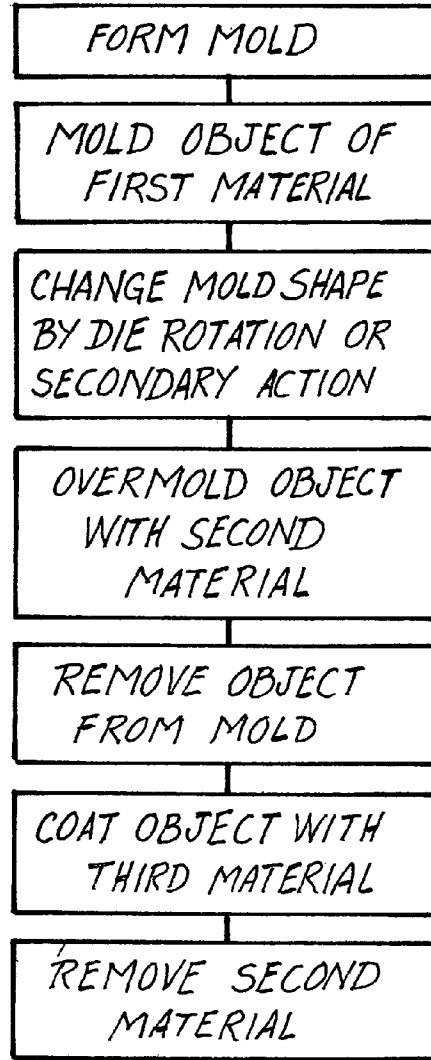 FORM MOLD
MOLD OBJECT OF
FIRST MATERIAL
CHANGE MOLD SHAPE
BY DIE ROTATION OR
SECONDARY ACTION
OVERMOLD OBJECT
WITH SECOND
MATERIAL
REMOVE OBJECT
FROM MOLD
COAT OBJECT WITH
THIRD MATERIAL
REMOVE SECOND
MATERIAL